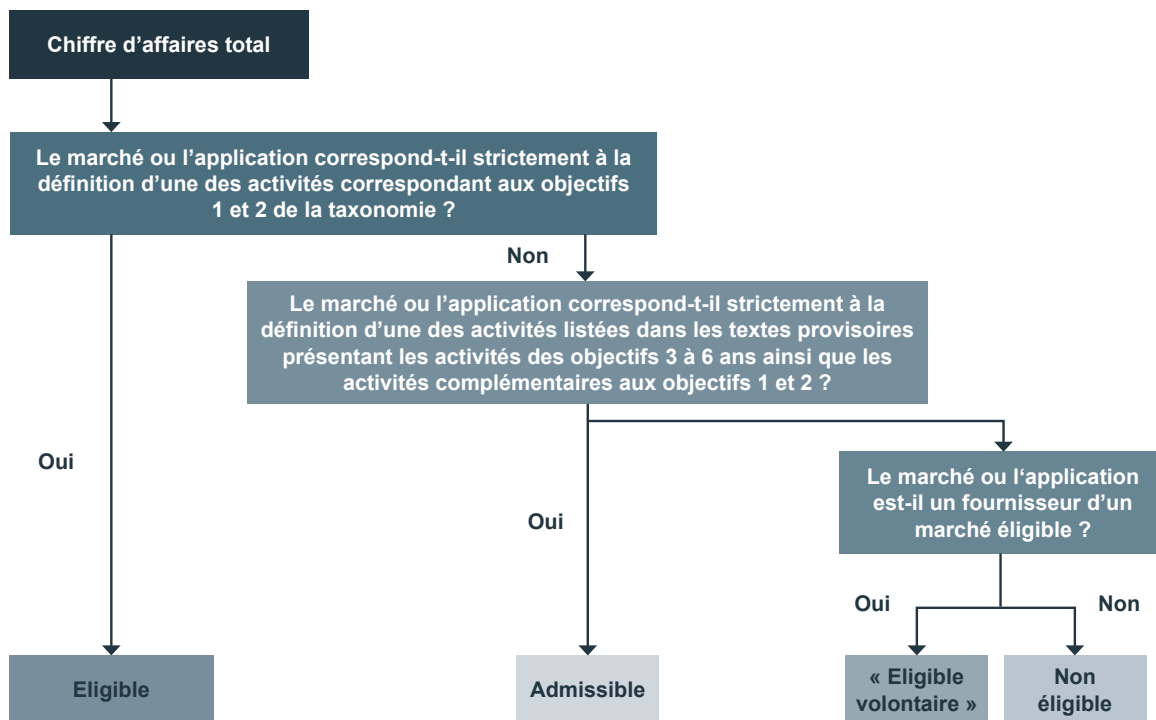 Chiffre d’affaires total
Le marché ou l’application correspond-t-il strictement à la
définition d’une des activités correspondant aux objectifs
1 et 2 de la taxonomie ?
Non
Le marché ou l’application correspond-t-il strictement à la
définition d’une des activités listées dans les textes provisoires
présentant les activités des objectifs 3 à 6 ans ainsi que les
activités complémentaires aux objectifs 1 et 2 ?
Oui
Le marché ou l‘application
est-il un fournisseur d’un
marché éligible ?
Oui
Oui
Non
Eligible
Admissible
« Eligible
volontaire »
Non
éligible